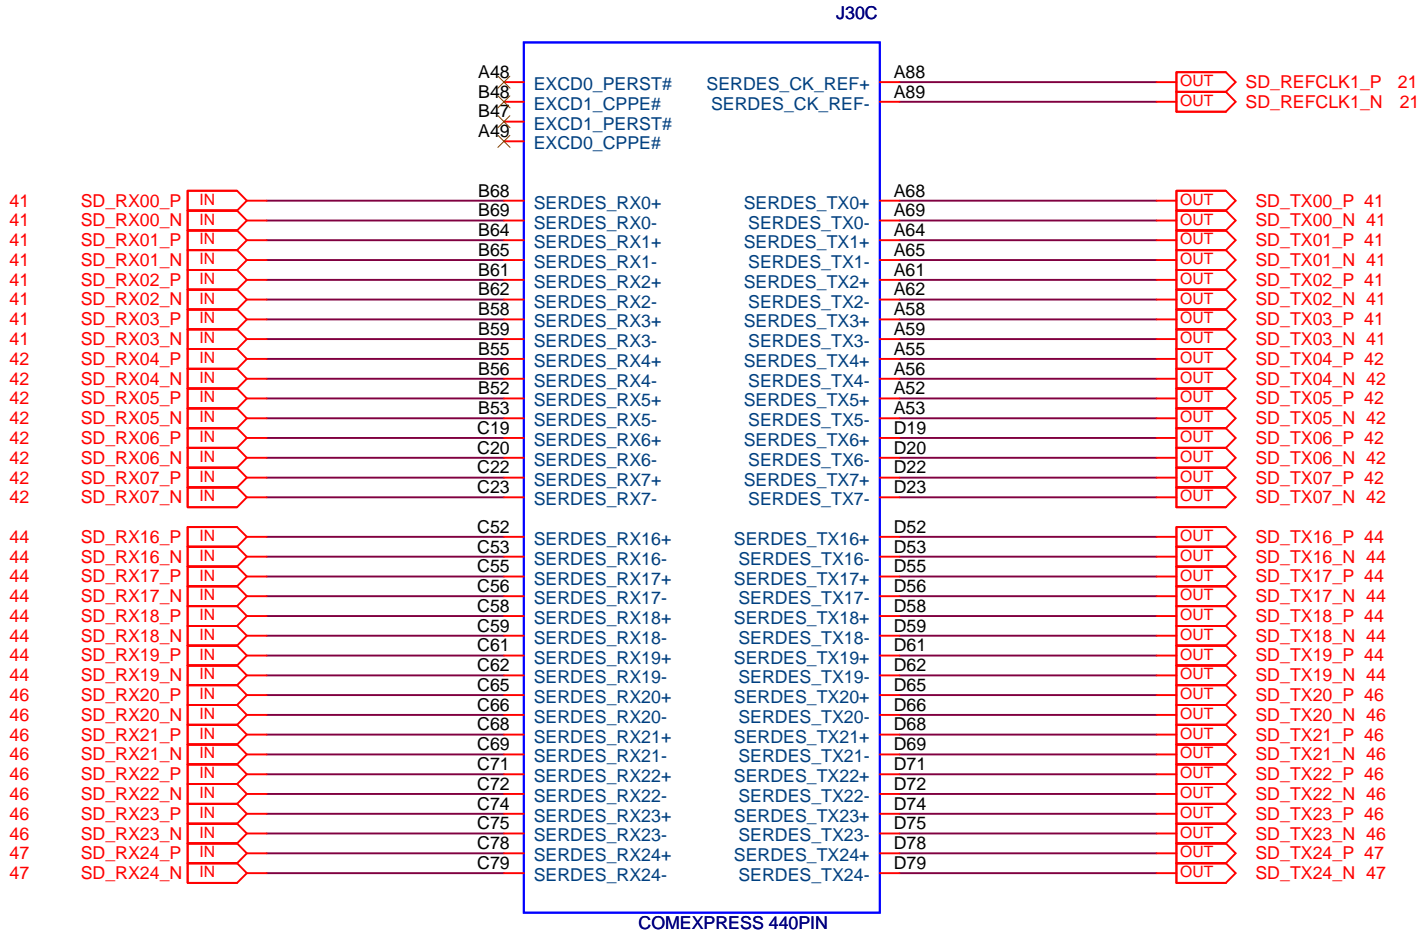 J30C
A48 EXCD0_PERST# SERDES_CK_REF+ A88 OUT SD_REFCLK1_P 21
B48 EXCD1_CPPE# SERDES_CK_REF- A89 OUT SD_REFCLK1_N 21
B47 EXCD1_PERST#
A49 EXCD0_CPPE#
41 SD_RX00_P IN B68 SERDES_RX0+ SERDES_TX0+ A68 OUT SD_TX00_P 41
41 SD_RX00_N IN B69 SERDES_RX0- SERDES_TX0- A69 OUT SD_TX00_N 41
41 SD_RX01_P IN B64 SERDES_RX1+ SERDES_TX1+ A64 OUT SD_TX01_P 41
41 SD_RX01_N IN B65 SERDES_RX1- SERDES_TX1- A65 OUT SD_TX01_N 41
41 SD_RX02_P IN B61 SERDES_RX2+ SERDES_TX2+ A61 OUT SD_TX02_P 41
41 SD_RX02_N IN B62 SERDES_RX2- SERDES_TX2- A62 OUT SD_TX02_N 41
41 SD_RX03_P IN B58 SERDES_RX3+ SERDES_TX3+ A58 OUT SD_TX03_P 41
41 SD_RX03_N IN B59 SERDES_RX3- SERDES_TX3- A59 OUT SD_TX03_N 41
42 SD_RX04_P IN B55 SERDES_RX4+ SERDES_TX4+ A55 OUT SD_TX04_P 42
42 SD_RX04_N IN B56 SERDES_RX4- SERDES_TX4- A56 OUT SD_TX04_N 42
42 SD_RX05_P IN B52 SERDES_RX5+ SERDES_TX5+ A52 OUT SD_TX05_P 42
42 SD_RX05_N IN B53 SERDES_RX5- SERDES_TX5- A53 OUT SD_TX05_N 42
42 SD_RX06_P IN C19 SERDES_RX6+ SERDES_TX6+ D19 OUT SD_TX06_P 42
42 SD_RX06_N IN C20 SERDES_RX6- SERDES_TX6- D20 OUT SD_TX06_N 42
42 SD_RX07_P IN C22 SERDES_RX7+ SERDES_TX7+ D22 OUT SD_TX07_P 42
42 SD_RX07_N IN C23 SERDES_RX7- SERDES_TX7- D23 OUT SD_TX07_N 42
44 SD_RX16_P IN C52 SERDES_RX16+ SERDES_TX16+ D52 OUT SD_TX16_P 44
44 SD_RX16_N IN C53 SERDES_RX16- SERDES_TX16- D53 OUT SD_TX16_N 44
44 SD_RX17_P IN C55 SERDES_RX17+ SERDES_TX17+ D55 OUT SD_TX17_P 44
44 SD_RX17_N IN C56 SERDES_RX17- SERDES_TX17- D56 OUT SD_TX17_N 44
44 SD_RX18_P IN C58 SERDES_RX18+ SERDES_TX18+ D58 OUT SD_TX18_P 44
44 SD_RX18_N IN C59 SERDES_RX18- SERDES_TX18- D59 OUT SD_TX18_N 44
44 SD_RX19_P IN C61 SERDES_RX19+ SERDES_TX19+ D61 OUT SD_TX19_P 44
44 SD_RX19_N IN C62 SERDES_RX19- SERDES_TX19- D62 OUT SD_TX19_N 44
46 SD_RX20_P IN C65 SERDES_RX20+ SERDES_TX20+ D65 OUT SD_TX20_P 46
46 SD_RX20_N IN C66 SERDES_RX20- SERDES_TX20- D66 OUT SD_TX20_N 46
46 SD_RX21_P IN C68 SERDES_RX21+ SERDES_TX21+ D68 OUT SD_TX21_P 46
46 SD_RX21_N IN C69 SERDES_RX21- SERDES_TX21- D69 OUT SD_TX21_N 46
46 SD_RX22_P IN C71 SERDES_RX22+ SERDES_TX22+ D71 OUT SD_TX22_P 46
46 SD_RX22_N IN C72 SERDES_RX22- SERDES_TX22- D72 OUT SD_TX22_N 46
46 SD_RX23_P IN C74 SERDES_RX23+ SERDES_TX23+ D74 OUT SD_TX23_P 46
46 SD_RX23_N IN C75 SERDES_RX23- SERDES_TX23- D75 OUT SD_TX23_N 46
47 SD_RX24_P IN C78 SERDES_RX24+ SERDES_TX24+ D78 OUT SD_TX24_P 47
47 SD_RX24_N IN C79 SERDES_RX24- SERDES_TX24- D79 OUT SD_TX24_N 47
COMEXPRESS 440PIN